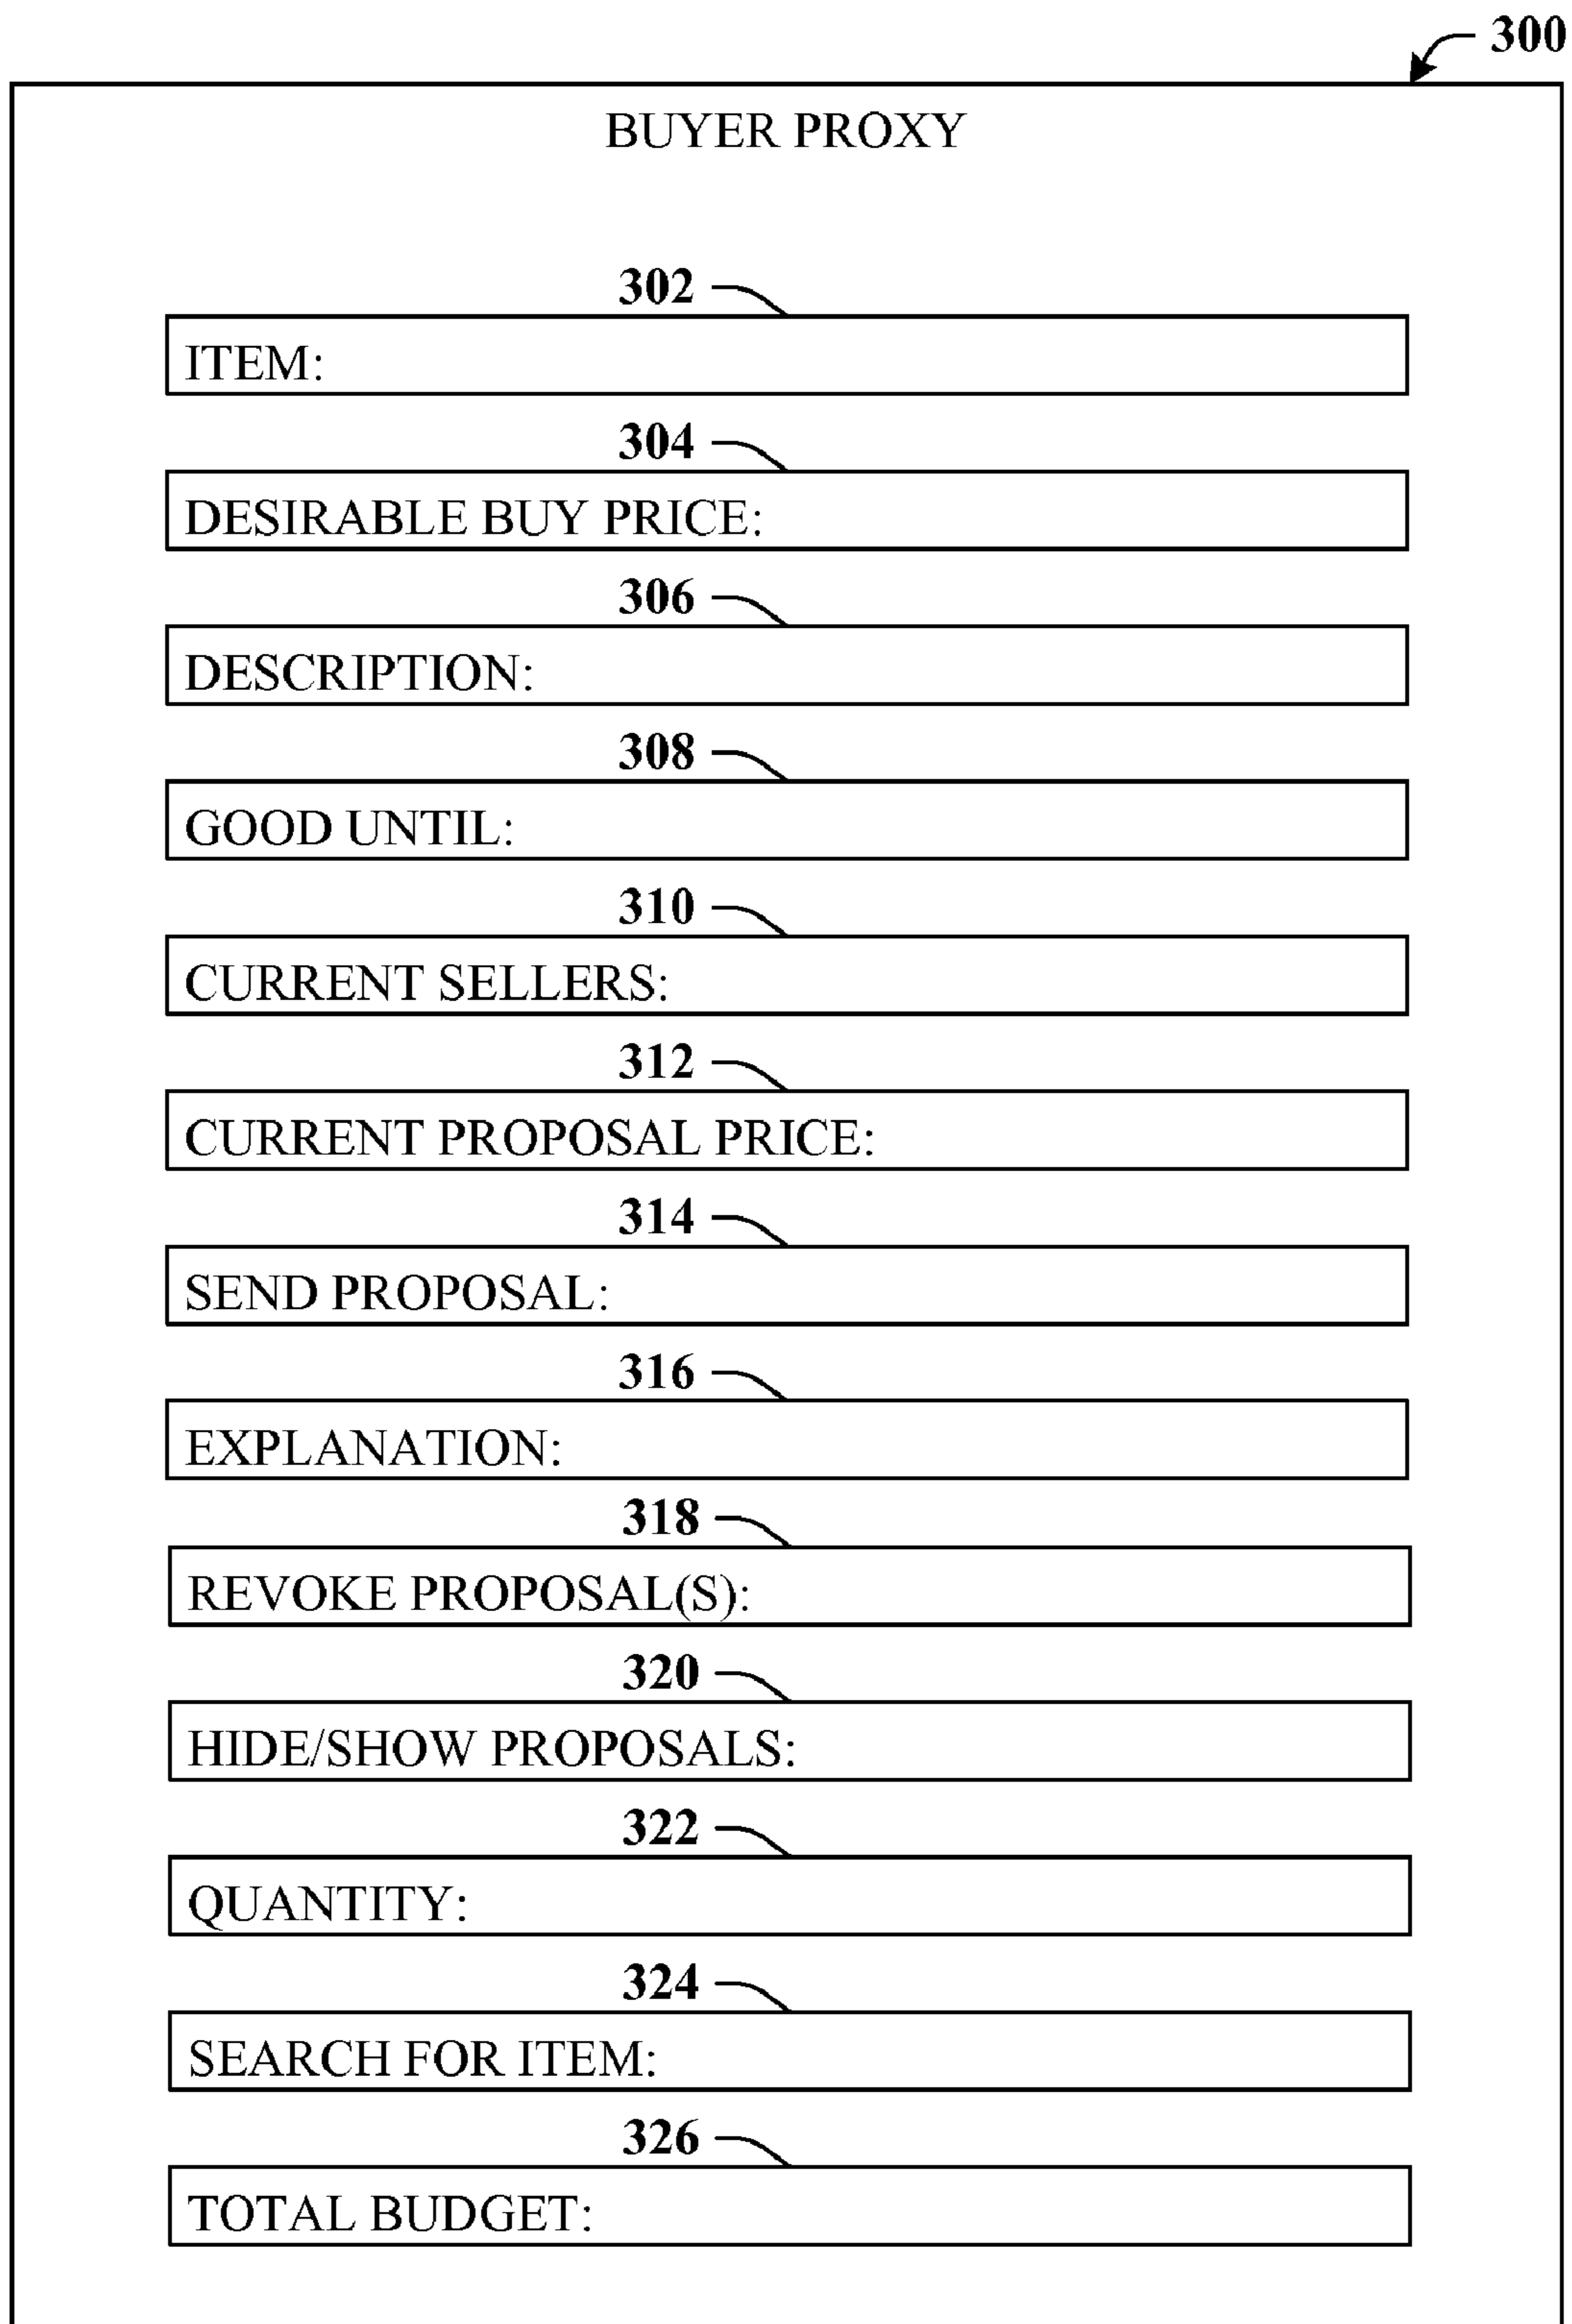 300
BUYER PROXY
302
ITEM:
304
DESIRABLE BUY PRICE:
306
DESCRIPTION:
308
GOOD UNTIL:
310
CURRENT SELLERS:
312
CURRENT PROPOSAL PRICE:
314
SEND PROPOSAL:
316
EXPLANATION:
318
REVOKE PROPOSAL(S):
320
HIDE/SHOW PROPOSALS:
322
QUANTITY:
324
SEARCH FOR ITEM:
326
TOTAL BUDGET: